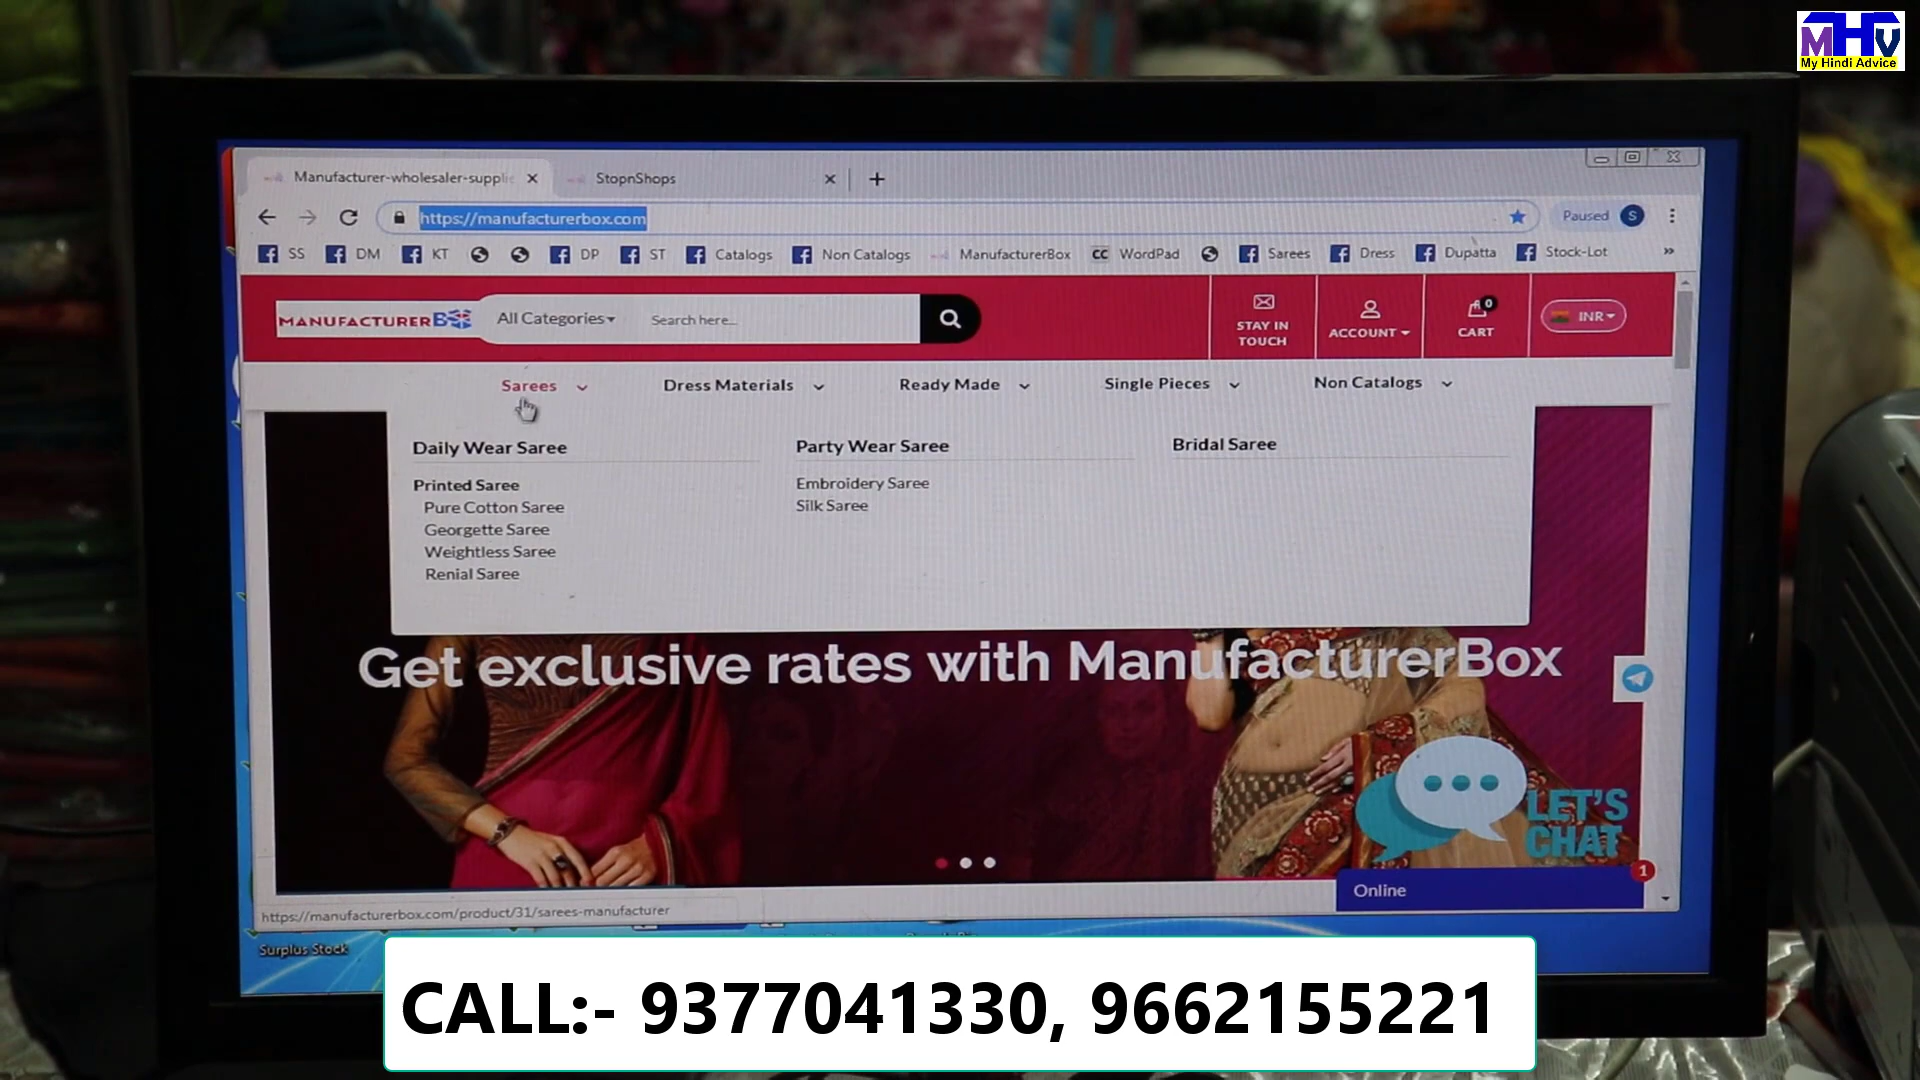 MHV
My Hindi Advice
Manufacturer-wholesaler-supplie
StopnShops
https://manufacturerbox.com
Paused S
SS DM KT DP ST Catalogs Non Catalogs ManufacturerBox CC WordPad Sarees Dress Dupatta Stock-Lot »
MANUFACTURERB
All Categories
Search here...
STAY IN
TOUCH
ACCOUNT
0
CART
INR
Sarees Dress Materials Ready Made Single Pieces Non Catalogs
Daily Wear Saree Party Wear Saree Bridal Saree
Printed Saree Embroidery Saree
Pure Cotton Saree Silk Saree
Georgette Saree
Weightless Saree
Renial Saree
Get exclusive rates with ManufacturerBox
LET'S
CHAT
1
Online
https://manufacturerbox.com/product/31/sarees-manufacturer
Surplus Stock
CALL:- 9377041330, 9662155221